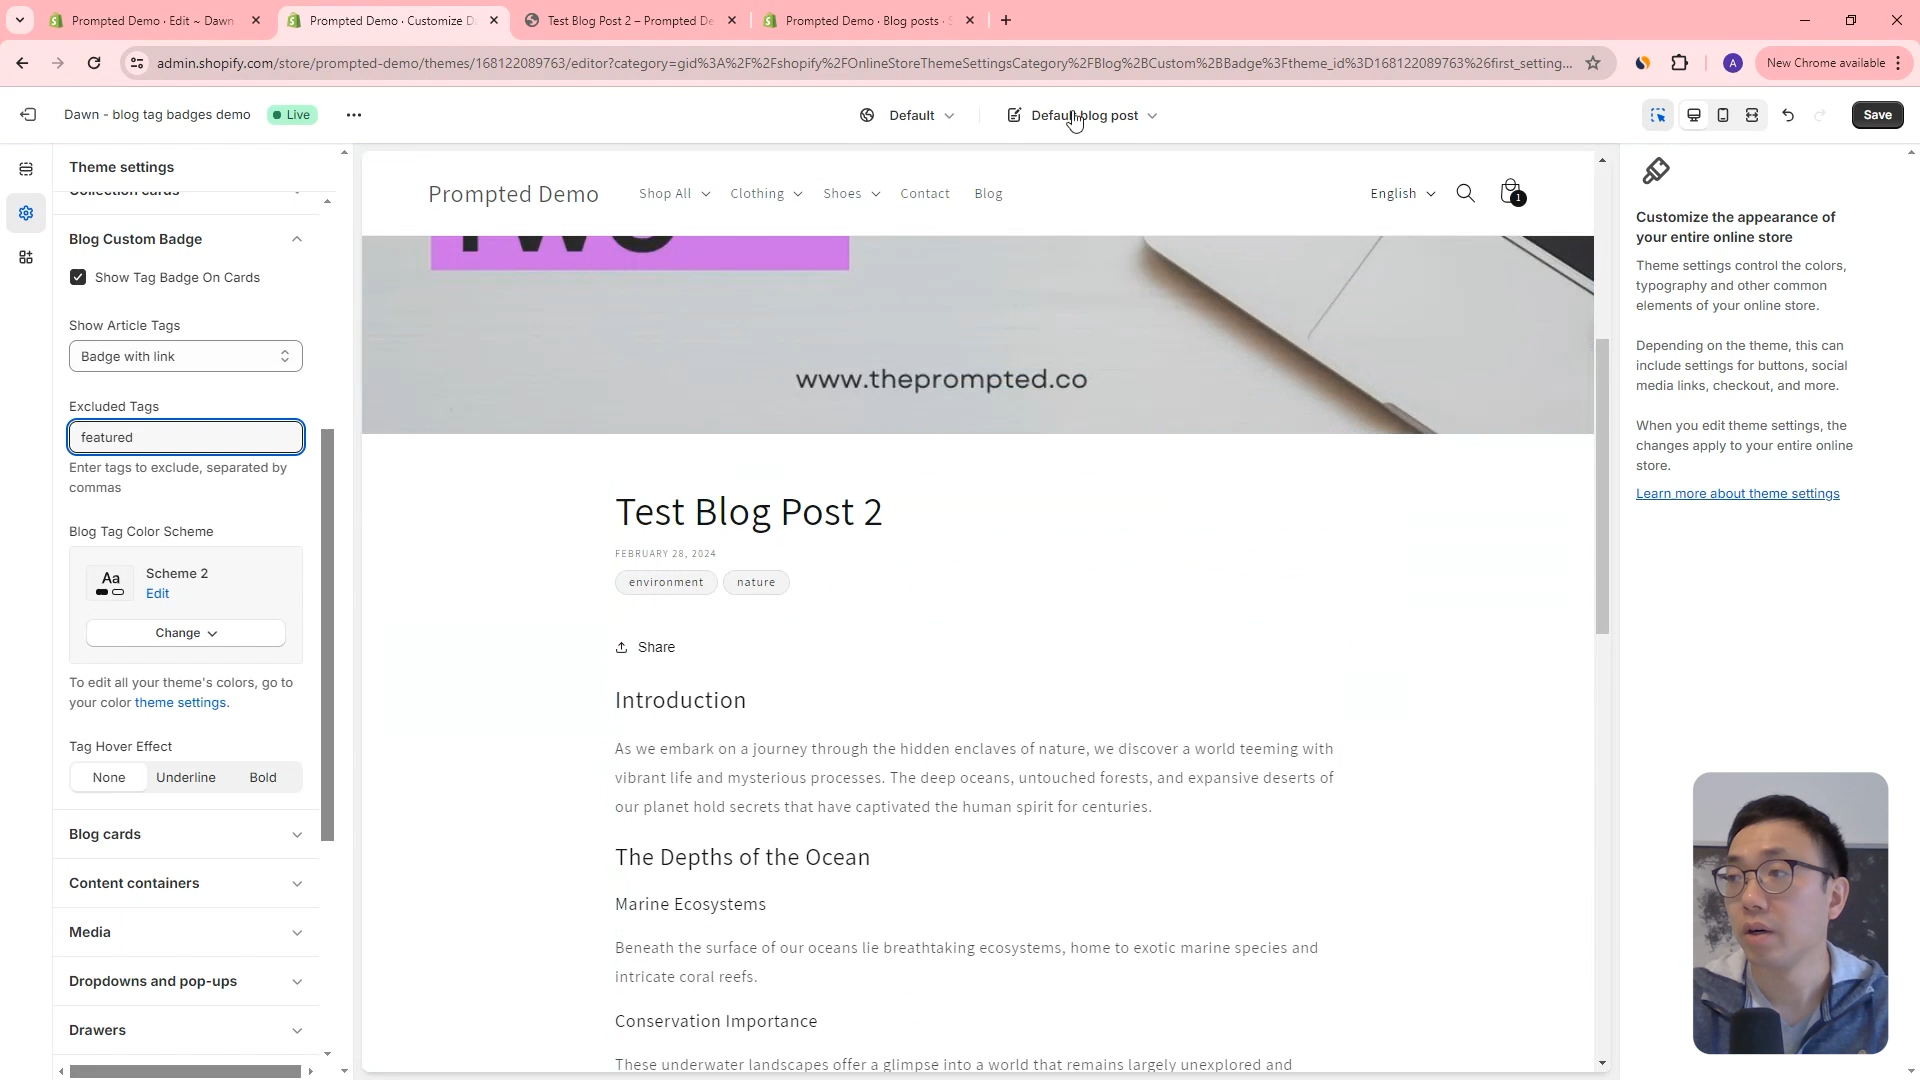 Prompted Demo · Edit ~ Dawn
Prompted Demo · Customize D
Test Blog Post 2 – Prompted De
Prompted Demo · Blog posts ·
admin.shopify.com/store/prompted-demo/themes/168122089763/editor?category=gid%3A%2F%2Fshopify%2FOnlineStoreThemeSettingsCategory%2FBlog%2BCustom%2BBadge%3Ftheme_id%3D168122089763%26first_setting...
A
New Chrome available
Dawn - blog tag badges demo
Live
Default
Default blog post
Save
Theme settings
Collection cards
Blog Custom Badge
Show Tag Badge On Cards
Show Article Tags
Badge with link
Excluded Tags
featured
Enter tags to exclude, separated by
commas
Blog Tag Color Scheme
Aa
Scheme 2
Edit
Change
To edit all your theme's colors, go to
your color theme settings.
Tag Hover Effect
None
Underline
Bold
Blog cards
Content containers
Media
Dropdowns and pop-ups
Drawers
Prompted Demo
Shop All
Clothing
Shoes
Contact
Blog
English
1
TWO
www.theprompted.co
Test Blog Post 2
FEBRUARY 28, 2024
environment
nature
Share
Introduction
As we embark on a journey through the hidden enclaves of nature, we discover a world teeming with
vibrant life and mysterious processes. The deep oceans, untouched forests, and expansive deserts of
our planet hold secrets that have captivated the human spirit for centuries.
The Depths of the Ocean
Marine Ecosystems
Beneath the surface of our oceans lie breathtaking ecosystems, home to exotic marine species and
intricate coral reefs.
Conservation Importance
These underwater landscapes offer a glimpse into a world that remains largely unexplored and
Customize the appearance of
your entire online store
Theme settings control the colors,
typography and other common
elements of your online store.
Depending on the theme, this can
include settings for buttons, social
media links, checkout, and more.
When you edit theme settings, the
changes apply to your entire online
store.
Learn more about theme settings